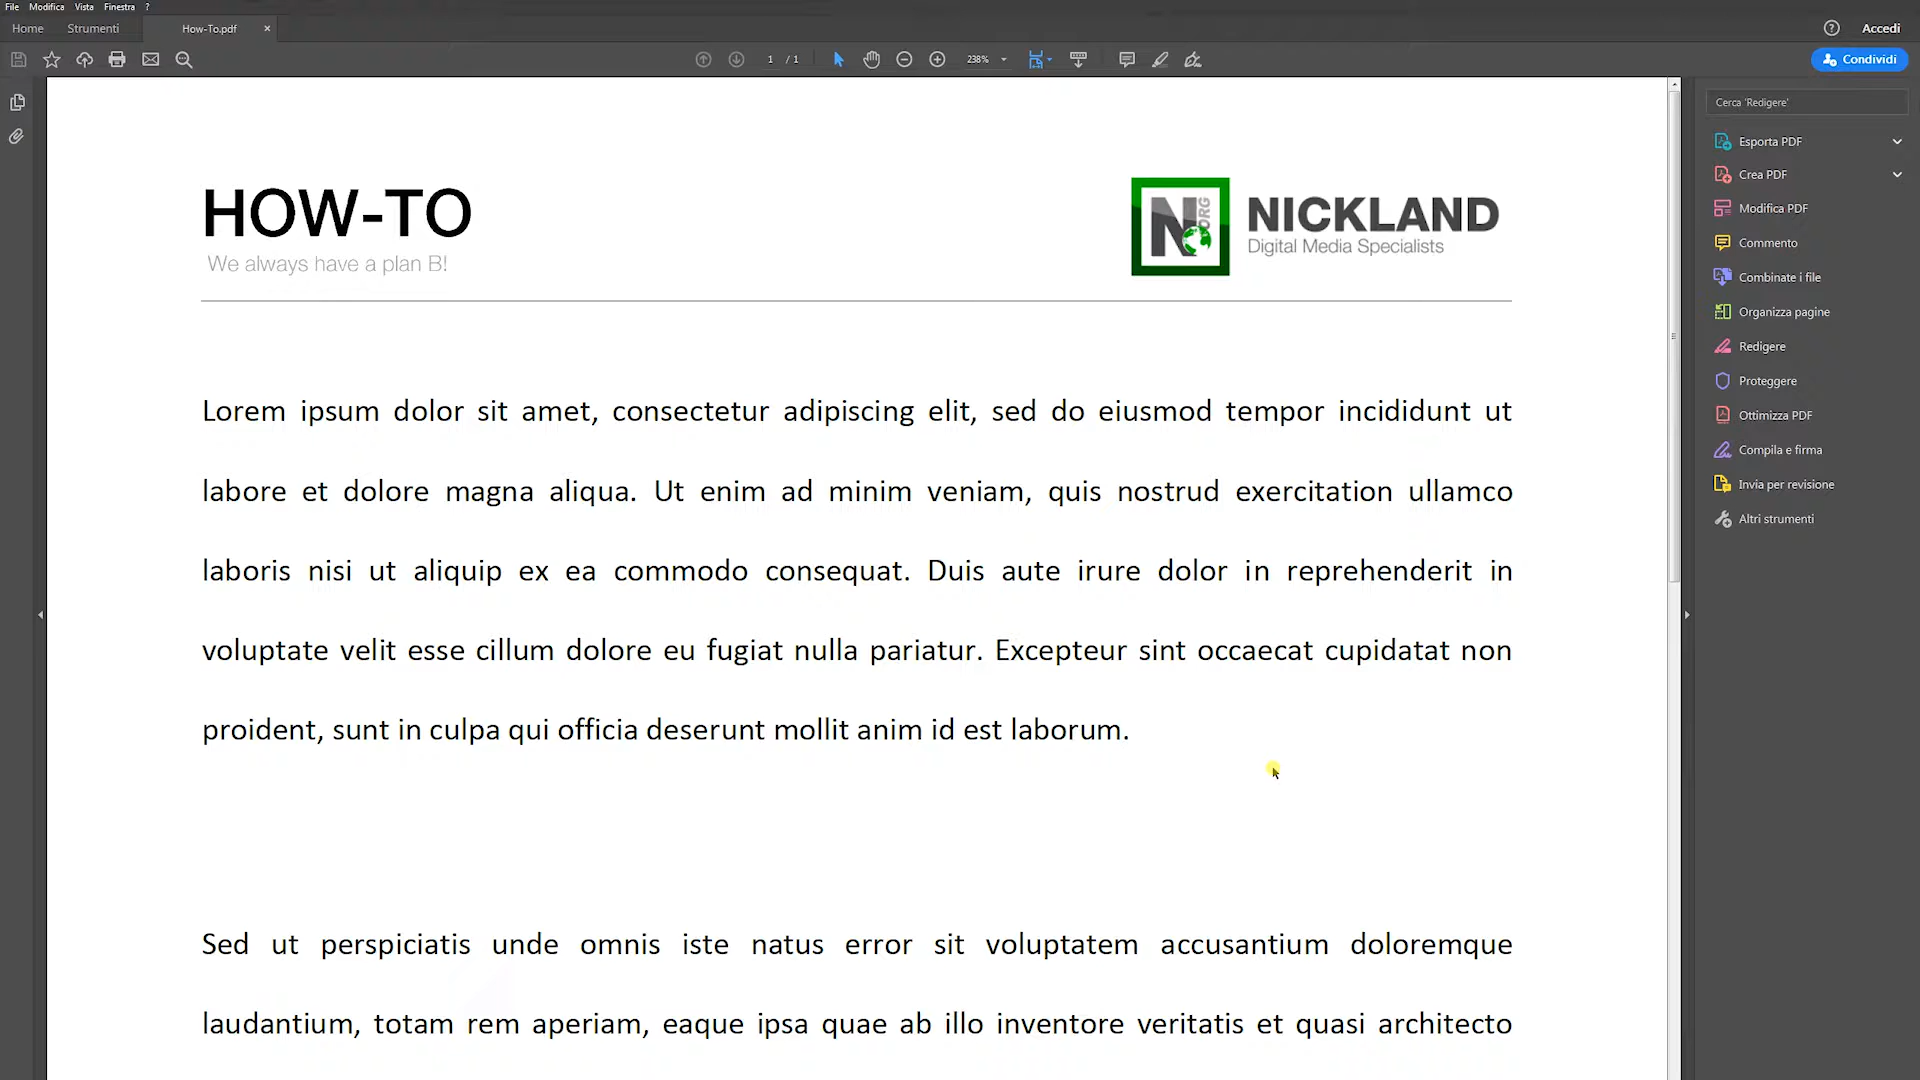 File Modifica Vista Finestra ?
Home Strumenti How-To.pdf × ? Accedi
1 / 1 238% Condividi
Cerca 'Redigere'
Esporta PDF
Crea PDF
Modifica PDF
Commento
Combinate i file
Organizza pagine
Redigere
Proteggere
Ottimizza PDF
Compila e firma
Invia per revisione
Altri strumenti
HOW-TO
We always have a plan B!
N ORG
NICKLAND
Digital Media Specialists
Lorem ipsum dolor sit amet, consectetur adipiscing elit, sed do eiusmod tempor incididunt ut
labore et dolore magna aliqua. Ut enim ad minim veniam, quis nostrud exercitation ullamco
laboris nisi ut aliquip ex ea commodo consequat. Duis aute irure dolor in reprehenderit in
voluptate velit esse cillum dolore eu fugiat nulla pariatur. Excepteur sint occaecat cupidatat non
proident, sunt in culpa qui officia deserunt mollit anim id est laborum.
Sed ut perspiciatis unde omnis iste natus error sit voluptatem accusantium doloremque
laudantium, totam rem aperiam, eaque ipsa quae ab illo inventore veritatis et quasi architecto